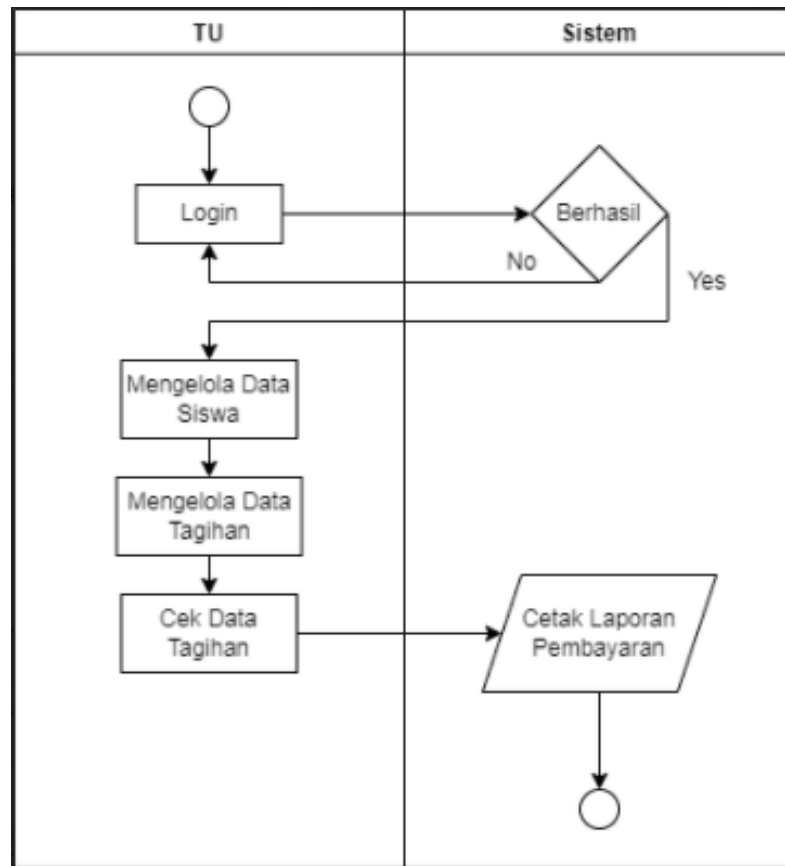 TU
Sistem
Login
Berhasil
No
Yes
Mengelola Data
Siswa
Mengelola Data
Tagihan
Cek Data
Tagihan
Cetak Laporan
Pembayaran